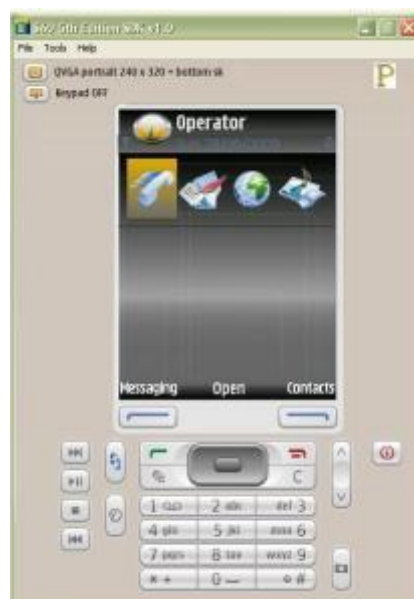 S60 5th Edition SDK v1.0
File Tools Help
QVGA portrait 240 x 320 + bottom sk
P
Keypad OFF
Operator
Messaging Open Contacts
C
1 2 abc def 3
4 ghi 5 jkl mno 6
7 pqrs 8 tuv wxyz 9
* + 0 #